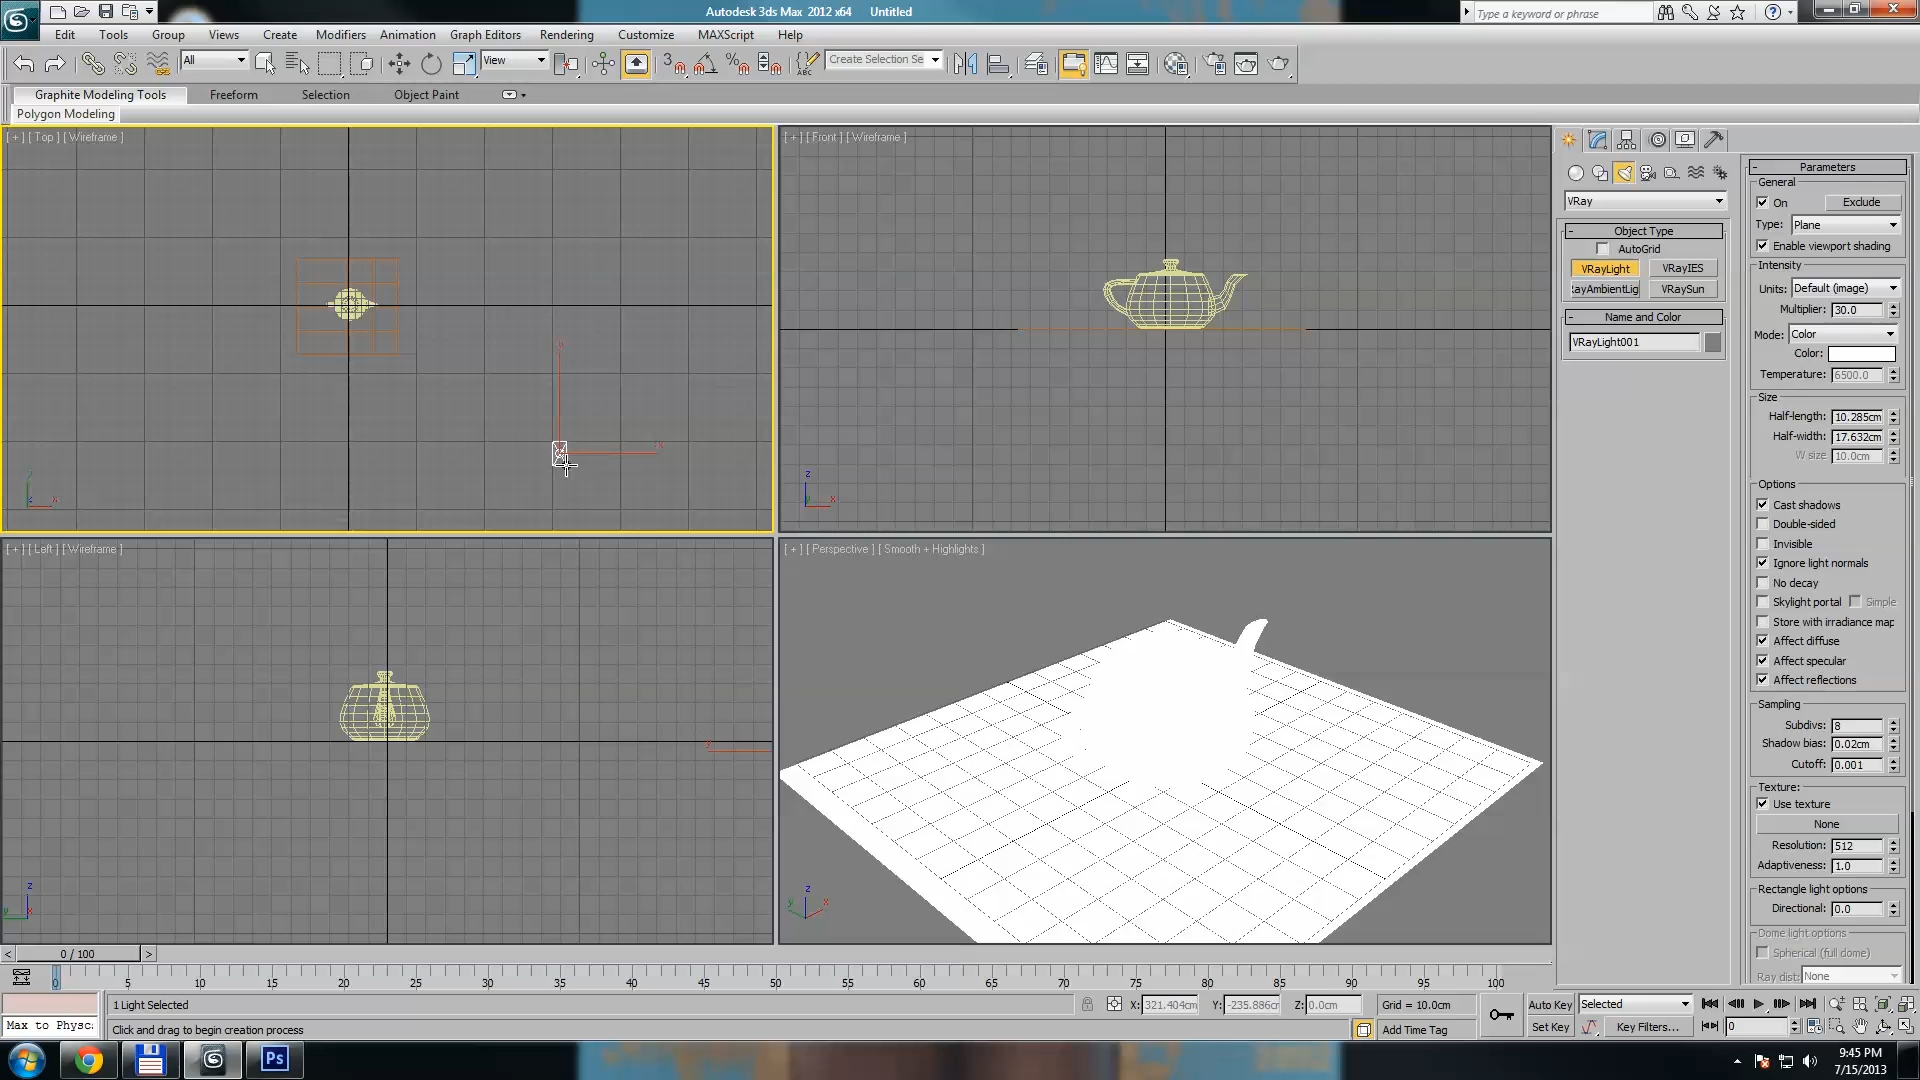 Autodesk 3ds Max 2012 x64 Untitled
Type a keyword or phrase
Edit Tools Group Views Create Modifiers Animation Graph Editors Rendering Customize MAXScript Help
All View 3 Create Selection Se
Graphite Modeling Tools Freeform Selection Object Paint
Polygon Modeling
[ + ] [ Top ] [ Wireframe ]
[ + ] [ Front ] [ Wireframe ]
[ + ] [ Left ] [ Wireframe ]
[ + ] [ Perspective ] [ Smooth + Highlights ]
VRay
Object Type
AutoGrid
VRayLight VRayIES
RayAmbientLig VRaySun
Name and Color
VRayLight001
Parameters
General
On Exclude
Type: Plane
Enable viewport shading
Intensity
Units: Default (image)
Multiplier: 30.0
Mode: Color
Color:
Temperature: 6500.0
Size
Half-length: 10.285cm
Half-width: 17.632cm
W size 10.0cm
Options
Cast shadows
Double-sided
Invisible
Ignore light normals
No decay
Skylight portal Simple
Store with irradiance map
Affect diffuse
Affect specular
Affect reflections
Sampling
Subdivs: 8
Shadow bias: 0.02cm
Cutoff: 0.001
Texture:
Use texture
None
Resolution: 512
Adaptiveness: 1.0
Rectangle light options
Directional: 0.0
Dome light options
Spherical (full dome)
Ray dist: None
0 / 100
0 5 10 15 20 25 30 35 40 45 50 55 60 65 70 75 80 85 90 95 100
1 Light Selected X: 321.404cm Y: -235.886cm Z: 0.0cm Grid = 10.0cm Auto Key Selected
Max to Physc: Click and drag to begin creation process Add Time Tag Set Key Key Filters... 0
Ps
9:45 PM
7/15/2013